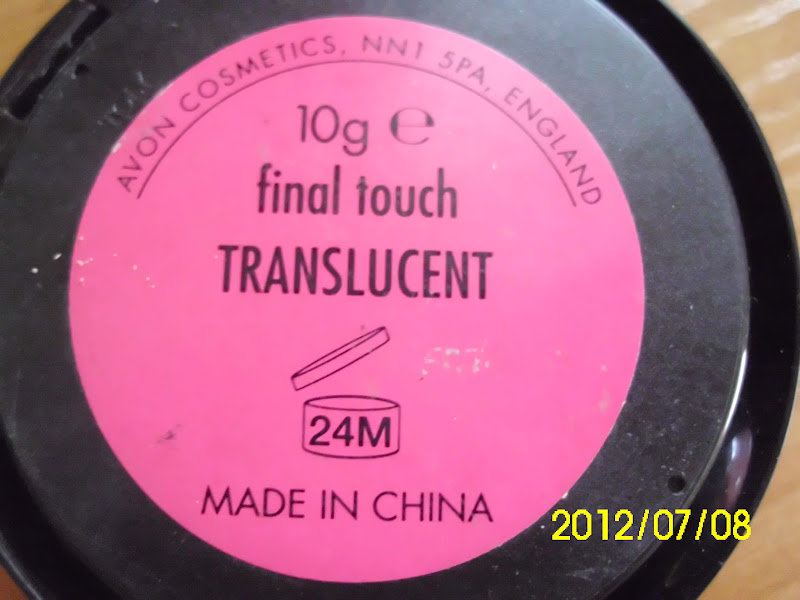 AVON COSMETICS, NN1 5PA, ENGLAND
10g ℮
final touch
TRANSLUCENT
24M
MADE IN CHINA
2012/07/08